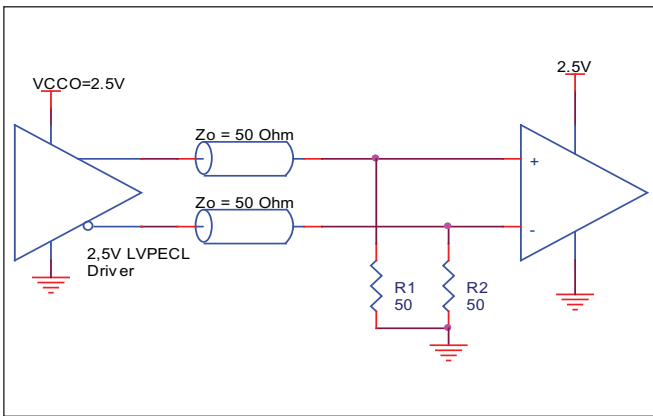 VCCO=2.5V
2.5V
Zo = 50 Ohm
+
Zo = 50 Ohm
-
2,5V LVPECL
Driver
R1
50
R2
50